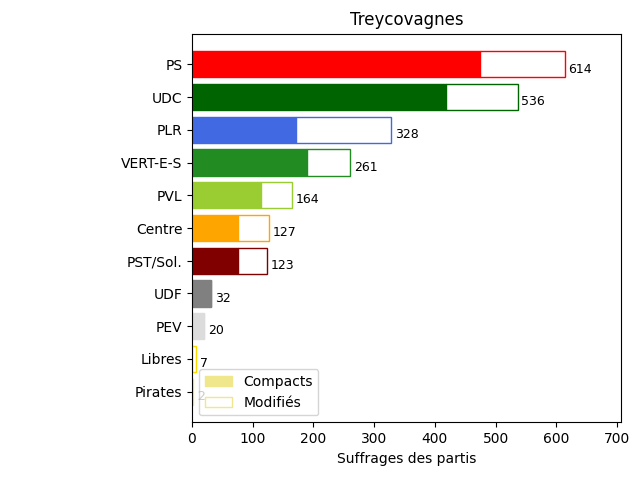 Treycovagnes
PS 614
UDC 536
PLR 328
VERT-E-S 261
PVL 164
Centre 127
PST/Sol. 123
UDF 32
PEV 20
Libres 7
Pirates 2
Compacts
Modifiés
0 100 200 300 400 500 600 700
Suffrages des partis